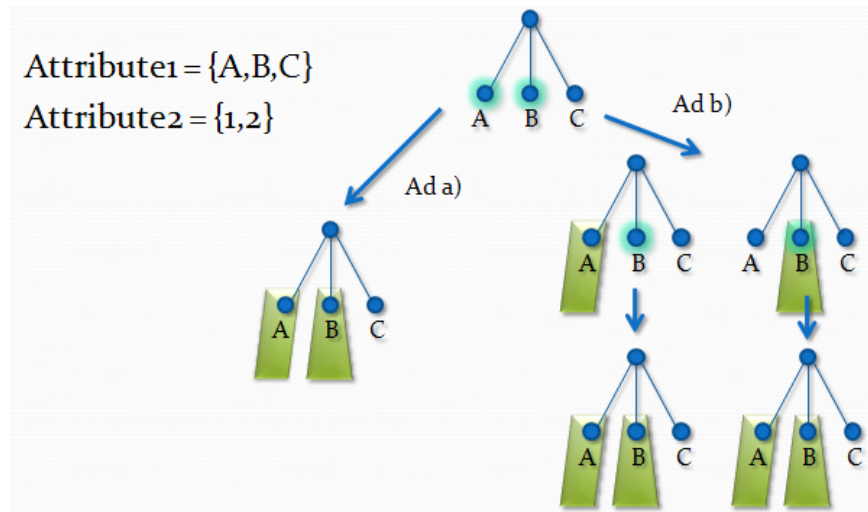 Attribute1 = {A,B,C}
Attribute2 = {1,2}
A B C
Ad a)
Ad b)
A B C
A B C
A B C
A B C
A B C